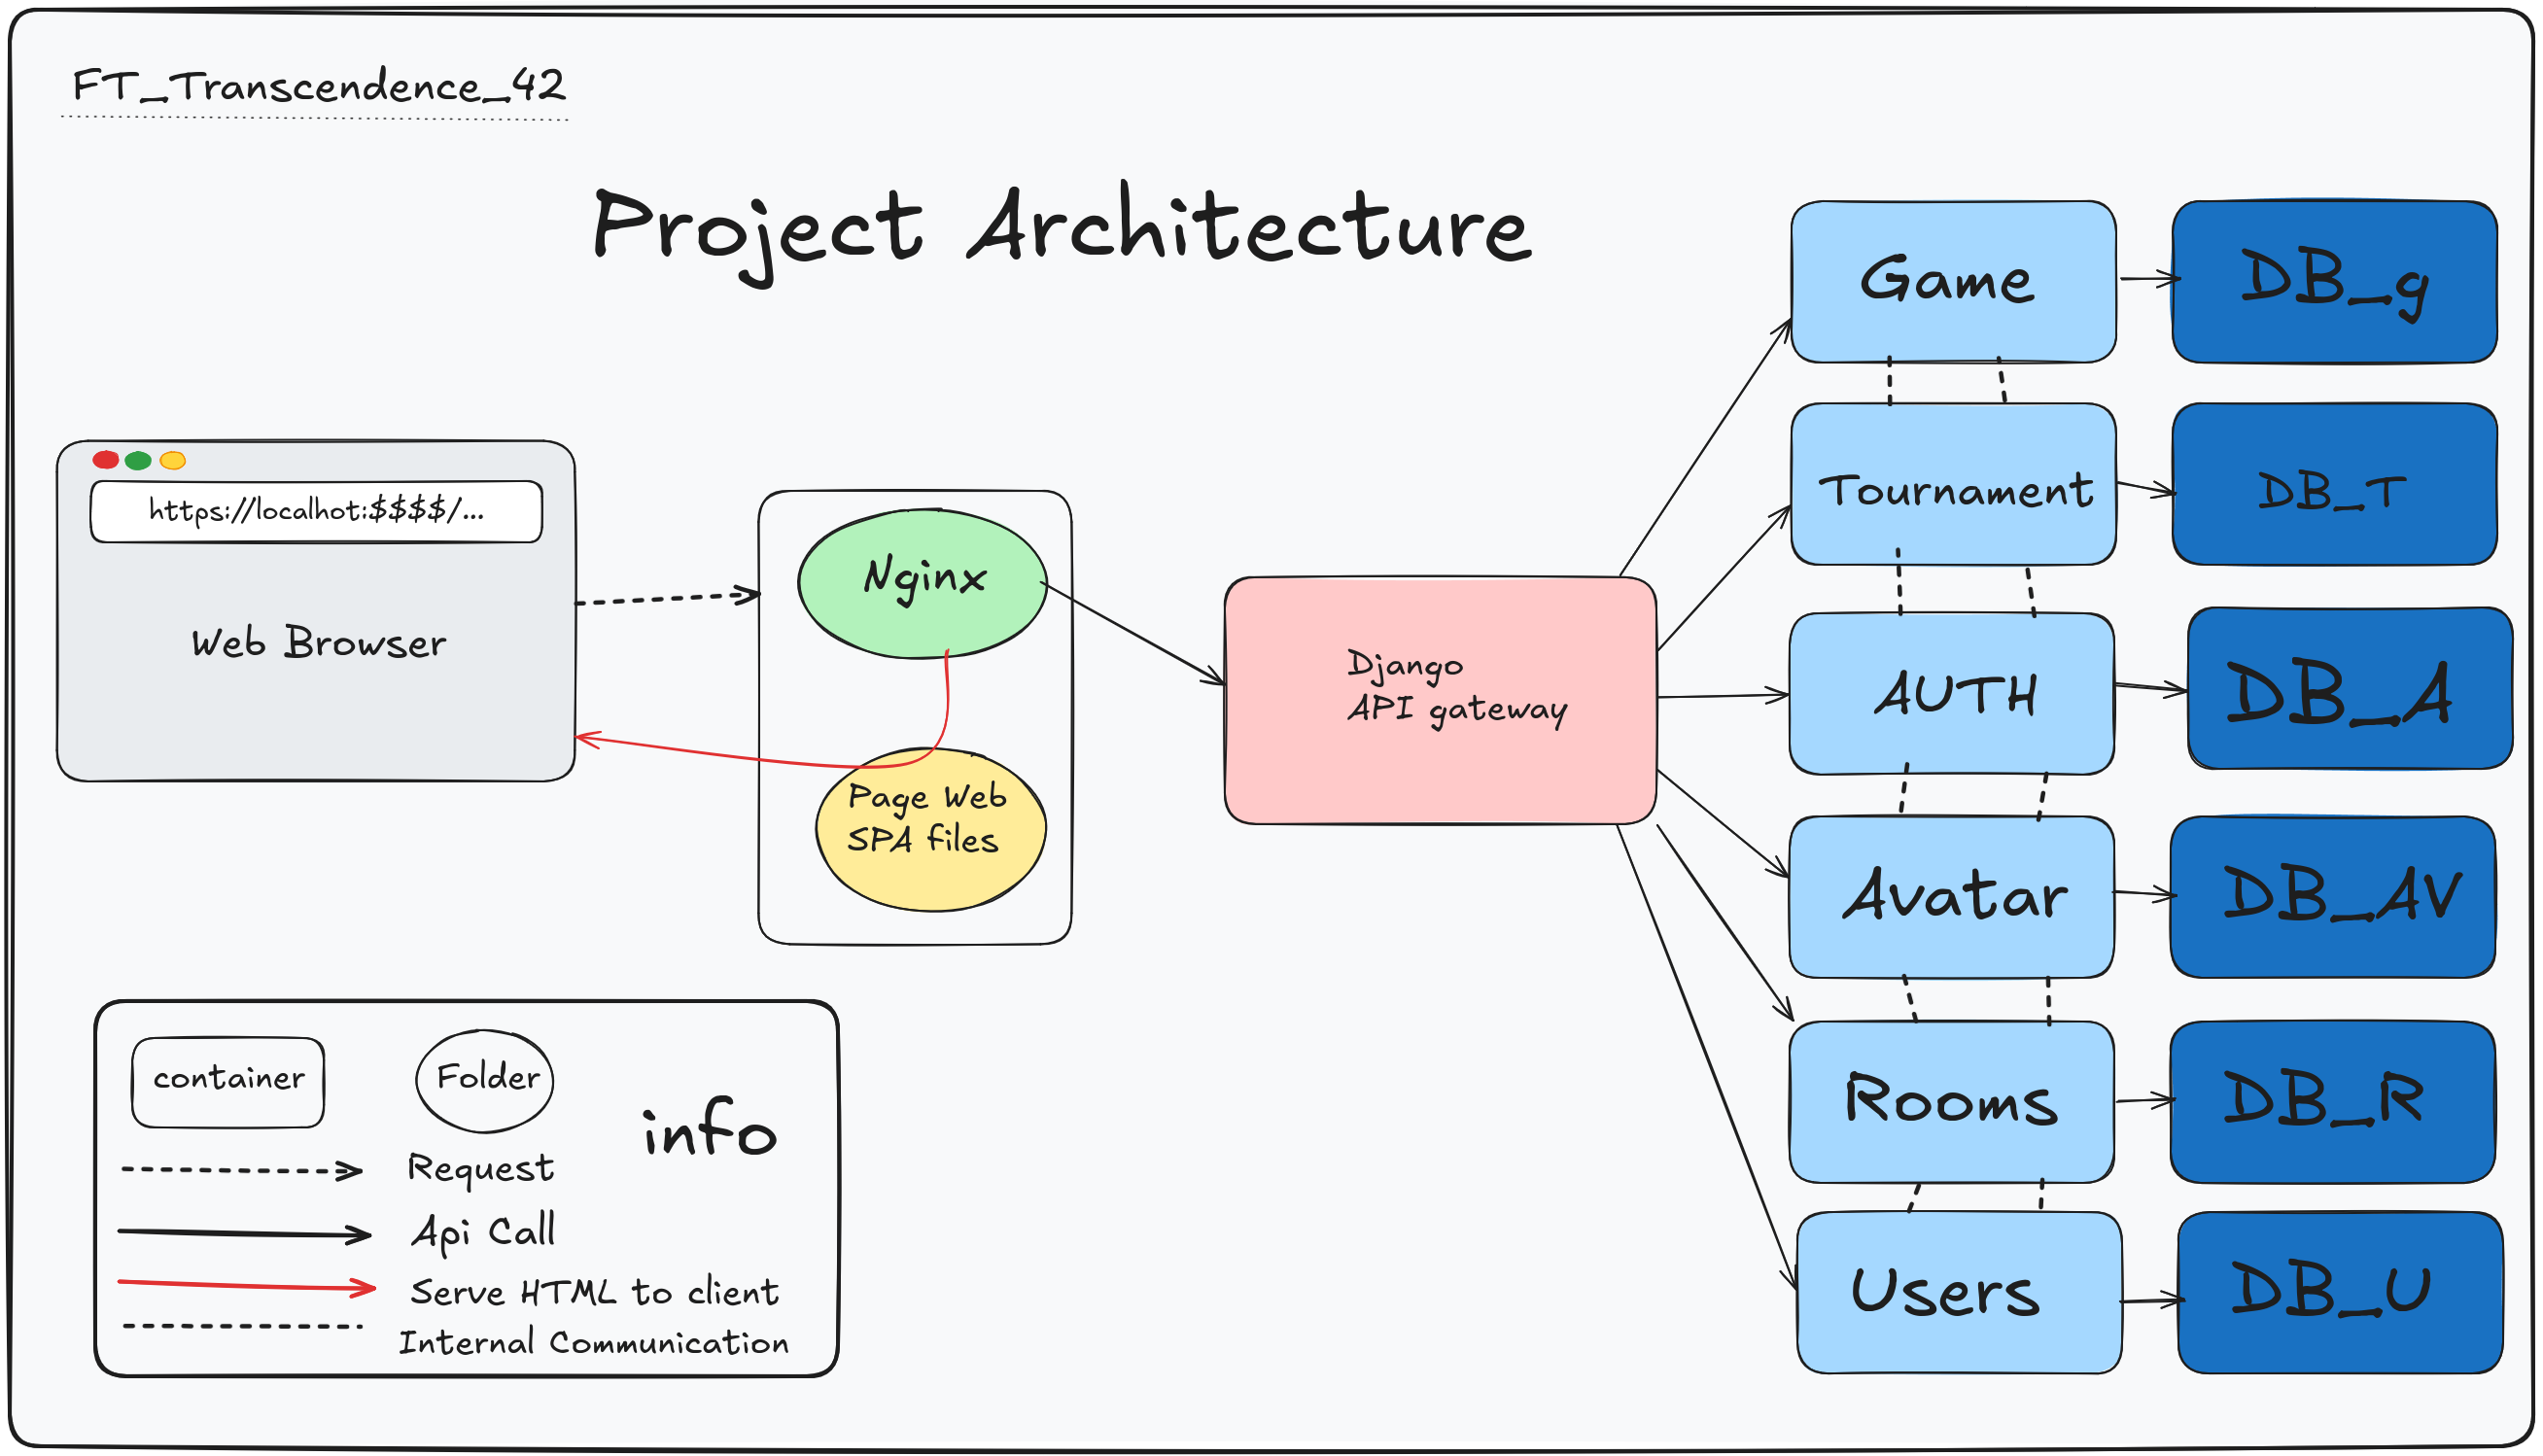 FT_Transcendence_42
Project Architecture
https://localhot:$$$$/...
Web Browser
Nginx
Page Web
SPA files
Django
API gateway
Game
DB_g
Tournament
DB_T
AUTH
DB_A
Avatar
DB_AV
Rooms
DB_R
Users
DB_U
container
Folder
info
Request
Api Call
Serve HTML to client
Internal Communication